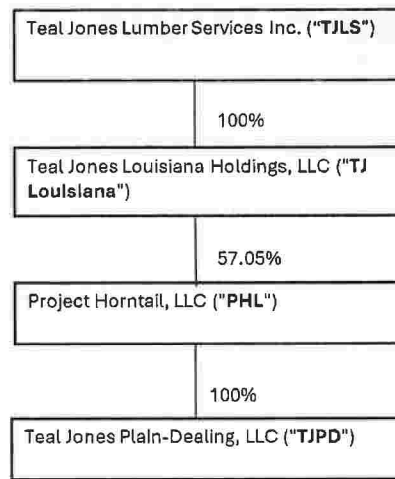 Teal Jones Lumber Services Inc. ("TJLS")
100%
Teal Jones Louisiana Holdings, LLC ("TJ
Louisiana")
57.05%
Project Horntail, LLC ("PHL")
100%
Teal Jones Plain-Dealing, LLC ("TJPD")